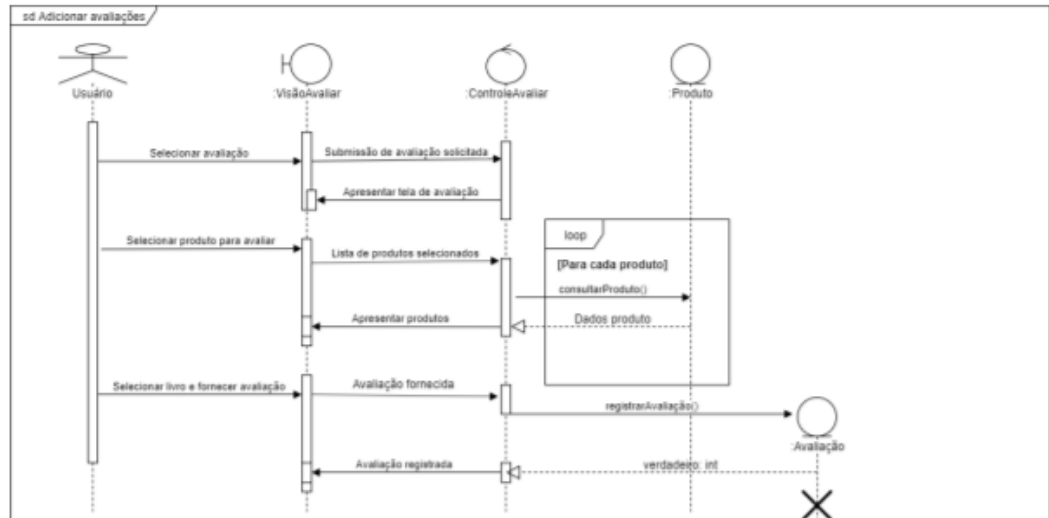 sd Adicionar avaliações
Usuário
:VisãoAvaliar
:ControleAvaliar
:Produto
Selecionar avaliação
Submissão de avaliação solicitada
Apresentar tela de avaliação
loop
Selecionar produto para avaliar
Lista de produtos selecionados
[Para cada produto]
consultarProduto()
Apresentar produtos
Dados produto
Selecionar livro e fornecer avaliação
Avaliação fornecida
registrarAvaliação()
:Avaliação
Avaliação registrada
verdadeiro: int